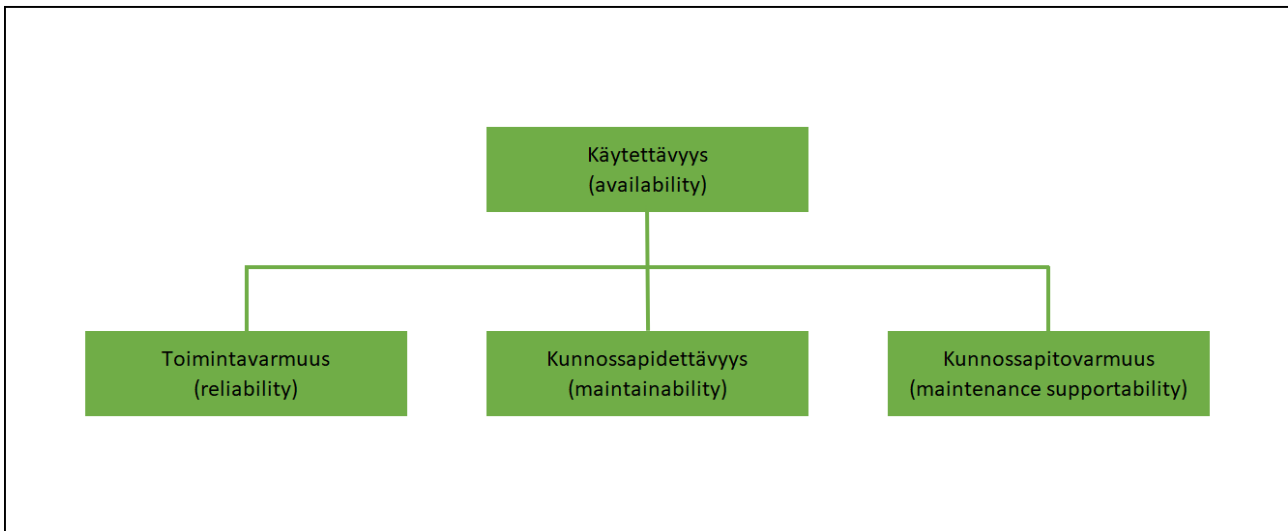 Käytettävyys
(availability)
Toimintavarmuus
(reliability)
Kunnossapidettävyys
(maintainability)
Kunnossapitovarmuus
(maintenance supportability)